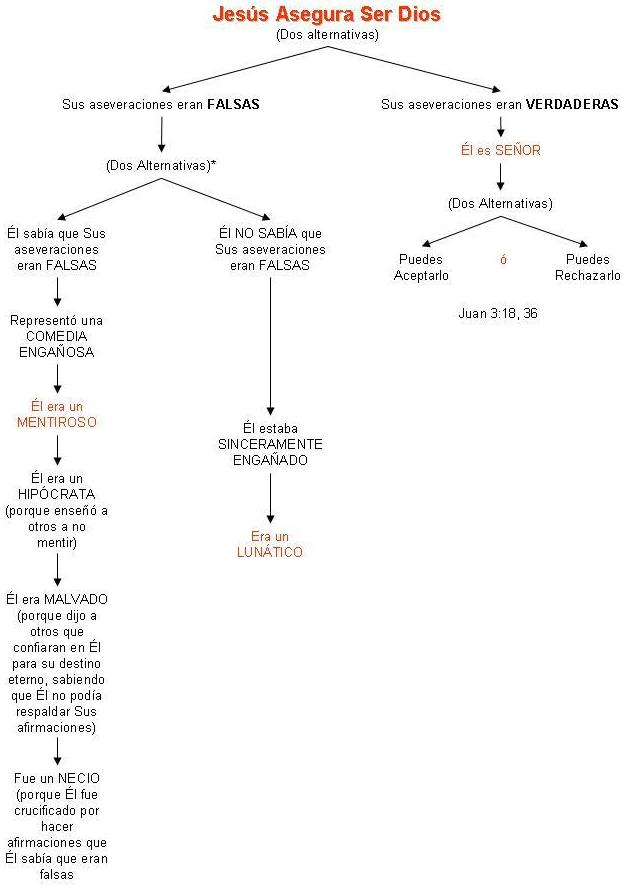 Jesús Asegura Ser Dios
(Dos alternativas)
Sus aseveraciones eran FALSAS
(Dos Alternativas)*
Él sabía que Sus
aseveraciones
eran FALSAS
Representó una
COMEDIA
ENGAÑOSA
Él era un
MENTIROSO
Él era un
HIPÓCRATA
(porque enseñó a
otros a no
mentir)
Él era MALVADO
(porque dijo a
otros que
confiaran en Él
para su destino
eterno, sabiendo
que Él no podía
respaldar Sus
afirmaciones)
Fue un NECIO
(porque Él fue
crucificado por
hacer
afirmaciones que
Él sabía que eran
falsas
Él NO SABÍA que
Sus aseveraciones
eran FALSAS
Él estaba
SINCERAMENTE
ENGAÑADO
Era un
LUNÁTICO
Sus aseveraciones eran VERDADERAS
Él es SEÑOR
(Dos Alternativas)
Puedes
Aceptarlo
ó
Puedes
Rechazarlo
Juan 3:18, 36